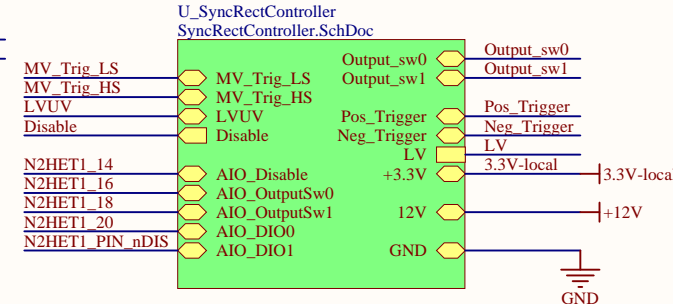 U_SyncRectController
SyncRectController.SchDoc
MV_Trig_LS
MV_Trig_HS
LVUV
Disable
N2HET1_14
N2HET1_16
N2HET1_18
N2HET1_20
N2HET1_PIN_nDIS
MV_Trig_LS
MV_Trig_HS
LVUV
Disable
AIO_Disable
AIO_OutputSw0
AIO_OutputSw1
AIO_DIO0
AIO_DIO1
Output_sw0
Output_sw1
Pos_Trigger
Neg_Trigger
LV
+3.3V
12V
GND
Output_sw0
Output_sw1
Pos_Trigger
Neg_Trigger
LV
3.3V-local
3.3V-local
+12V
GND